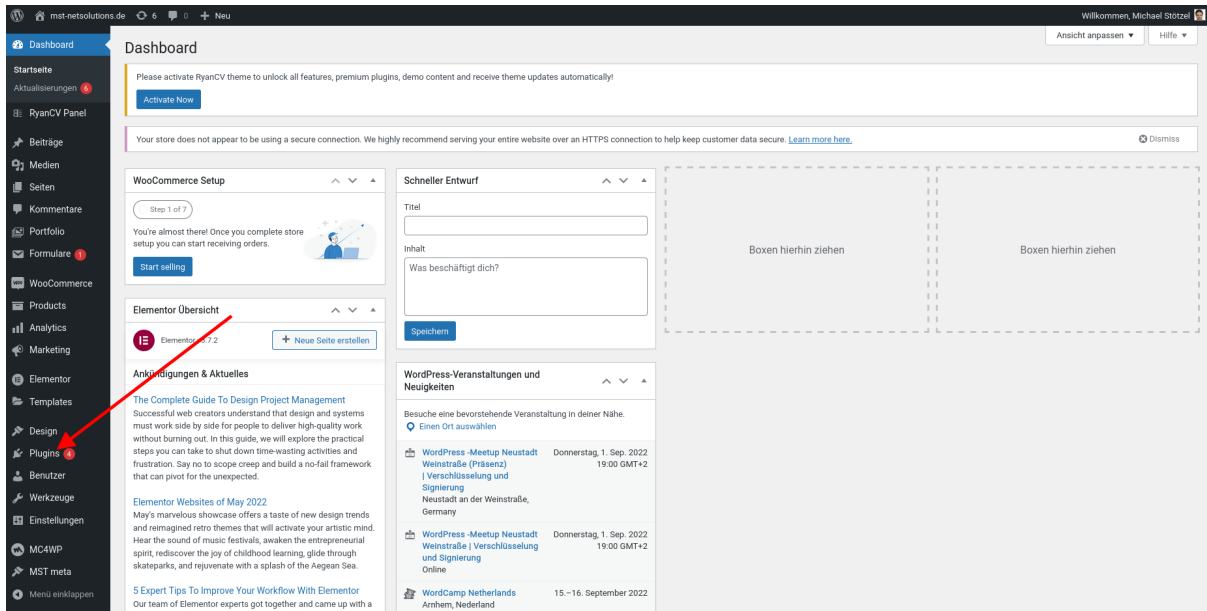 mst-netsolutions.de 6 0 + Neu
Willkommen, Michael Stötzel
Dashboard
Startseite
Aktualisierungen 6
RyanCV Panel
Beiträge
Medien
Seiten
Kommentare
Portfolio
Formulare 1
WooCommerce
Products
Analytics
Marketing
Elementor
Templates
Design
Plugins 4
Benutzer
Werkzeuge
Einstellungen
MC4WP
MST meta
Menü einklappen
Ansicht anpassen ▼ Hilfe ▼
Dashboard
Please activate RyanCV theme to unlock all features, premium plugins, demo content and receive theme updates automatically!
Activate Now
Your store does not appear to be using a secure connection. We highly recommend serving your entire website over an HTTPS connection to help keep customer data secure. Learn more here.
Dismiss
WooCommerce Setup
Step 1 of 7
You're almost there! Once you complete store
setup you can start receiving orders.
Start selling
Elementor Übersicht
Elementor
+ Neue Seite erstellen
Ankündigungen & Aktuelles
The Complete Guide To Design Project Management
Successful web creators understand that design and systems
must work side by side for people to deliver high-quality work
without burning out. In this guide, we will explore the practical
steps you can take to shut down time-wasting activities and
frustration. Say no to scope creep and build a no-fail framework
that can pivot for the unexpected.
Elementor Websites of May 2022
May's marvelous showcase offers a taste of new design trends
and reimagined retro themes that will activate your artistic mind.
Hear the sound of music festivals, awaken the entrepreneurial
spirit, rediscover the joy of childhood learning, glide through
skateparks, and rejuvenate with a splash of the Aegean Sea.
5 Expert Tips To Improve Your Workflow With Elementor
Our team of Elementor experts got together and came up with a
Schneller Entwurf
Titel
Inhalt
Was beschäftigt dich?
Speichern
WordPress-Veranstaltungen und
Neuigkeiten
Besuche eine bevorstehende Veranstaltung in deiner Nähe.
Einen Ort auswählen
WordPress -Meetup Neustadt Donnerstag, 1. Sep. 2022
Weinstraße (Präsenz) 19:00 GMT+2
| Verschlüsselung und
Signierung
Neustadt an der Weinstraße,
Germany
WordPress -Meetup Neustadt Donnerstag, 1. Sep. 2022
Weinstraße | Verschlüsselung 19:00 GMT+2
und Signierung
Online
WordCamp Netherlands 15.–16. September 2022
Arnhem, Nederland
Boxen hierhin ziehen
Boxen hierhin ziehen